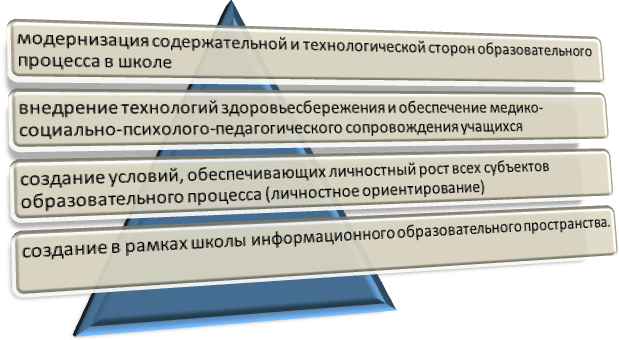 модернизация содержательной и технологической сторон образовательного
процесса в школе
внедрение технологий здоровьесбережения и обеспечение медико-
социально-психолого-педагогического сопровождения учащихся
создание условий, обеспечивающих личностный рост всех субъектов
образовательного процесса (личностное ориентирование)
создание в рамках школы информационного образовательного пространства.